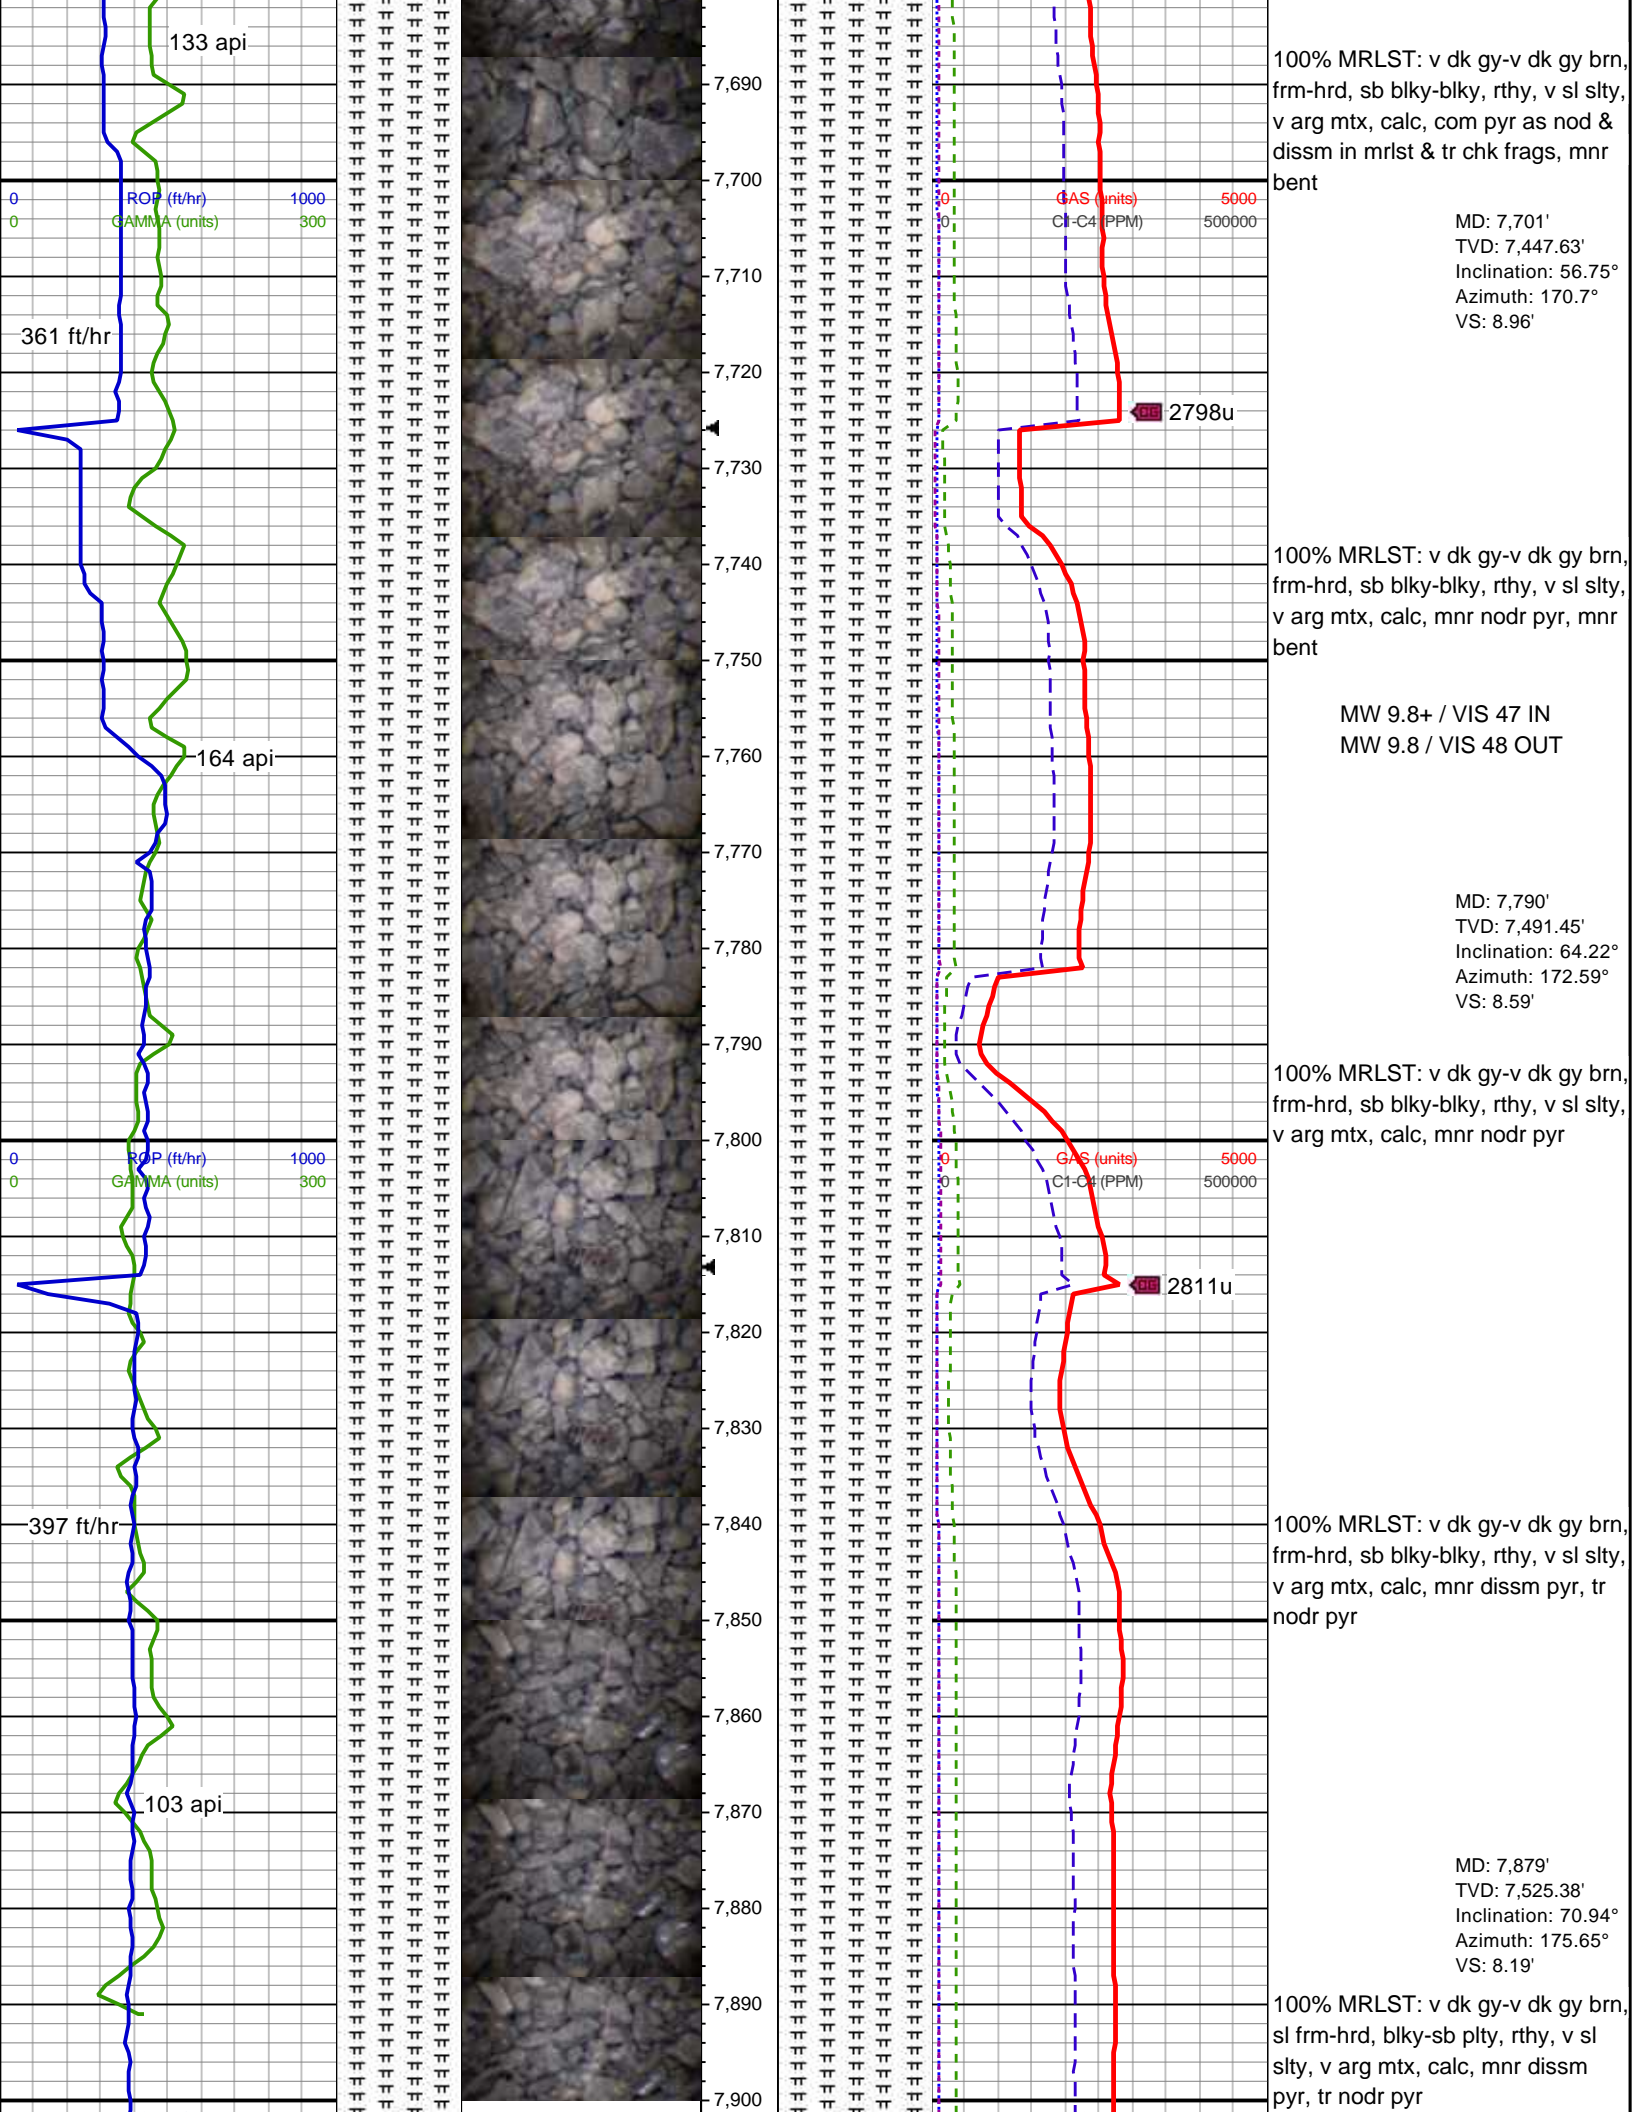 133 api
7,690
100% MRLST: v dk gy-v dk gy brn,
frm-hrd, sb blky-blky, rthy, v sl slty,
v arg mtx, calc, com pyr as nod &
dissm in mrlst & tr chk frags, mnr
bent
7,700
0 ROP (ft/hr) 1000
0 GAMMA (units) 300
0 GAS (units) 5000
0 C1-C4 (PPM) 500000
MD: 7,701'
TVD: 7,447.63'
Inclination: 56.75°
Azimuth: 170.7°
VS: 8.96'
7,710
361 ft/hr
7,720
CG 2798u
7,730
7,740
100% MRLST: v dk gy-v dk gy brn,
frm-hrd, sb blky-blky, rthy, v sl slty,
v arg mtx, calc, mnr nodr pyr, mnr
bent
7,750
MW 9.8+ / VIS 47 IN
MW 9.8 / VIS 48 OUT
164 api
7,760
7,770
7,780
MD: 7,790'
TVD: 7,491.45'
Inclination: 64.22°
Azimuth: 172.59°
VS: 8.59'
7,790
100% MRLST: v dk gy-v dk gy brn,
frm-hrd, sb blky-blky, rthy, v sl slty,
v arg mtx, calc, mnr nodr pyr
7,800
0 ROP (ft/hr) 1000
0 GAMMA (units) 300
0 GAS (units) 5000
0 C1-C4 (PPM) 500000
7,810
CG 2811u
7,820
7,830
397 ft/hr
7,840
100% MRLST: v dk gy-v dk gy brn,
frm-hrd, sb blky-blky, rthy, v sl slty,
v arg mtx, calc, mnr dissm pyr, tr
nodr pyr
7,850
7,860
103 api
7,870
MD: 7,879'
TVD: 7,525.38'
Inclination: 70.94°
Azimuth: 175.65°
VS: 8.19'
7,880
7,890
100% MRLST: v dk gy-v dk gy brn,
sl frm-hrd, blky-sb plty, rthy, v sl
slty, v arg mtx, calc, mnr dissm
pyr, tr nodr pyr
7,900